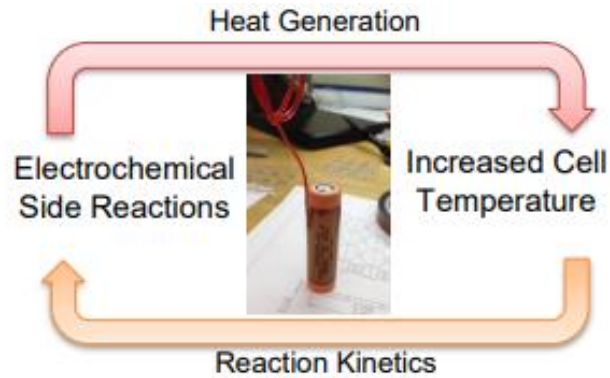 Heat Generation
Electrochemical
Side Reactions
Increased Cell
Temperature
Reaction Kinetics